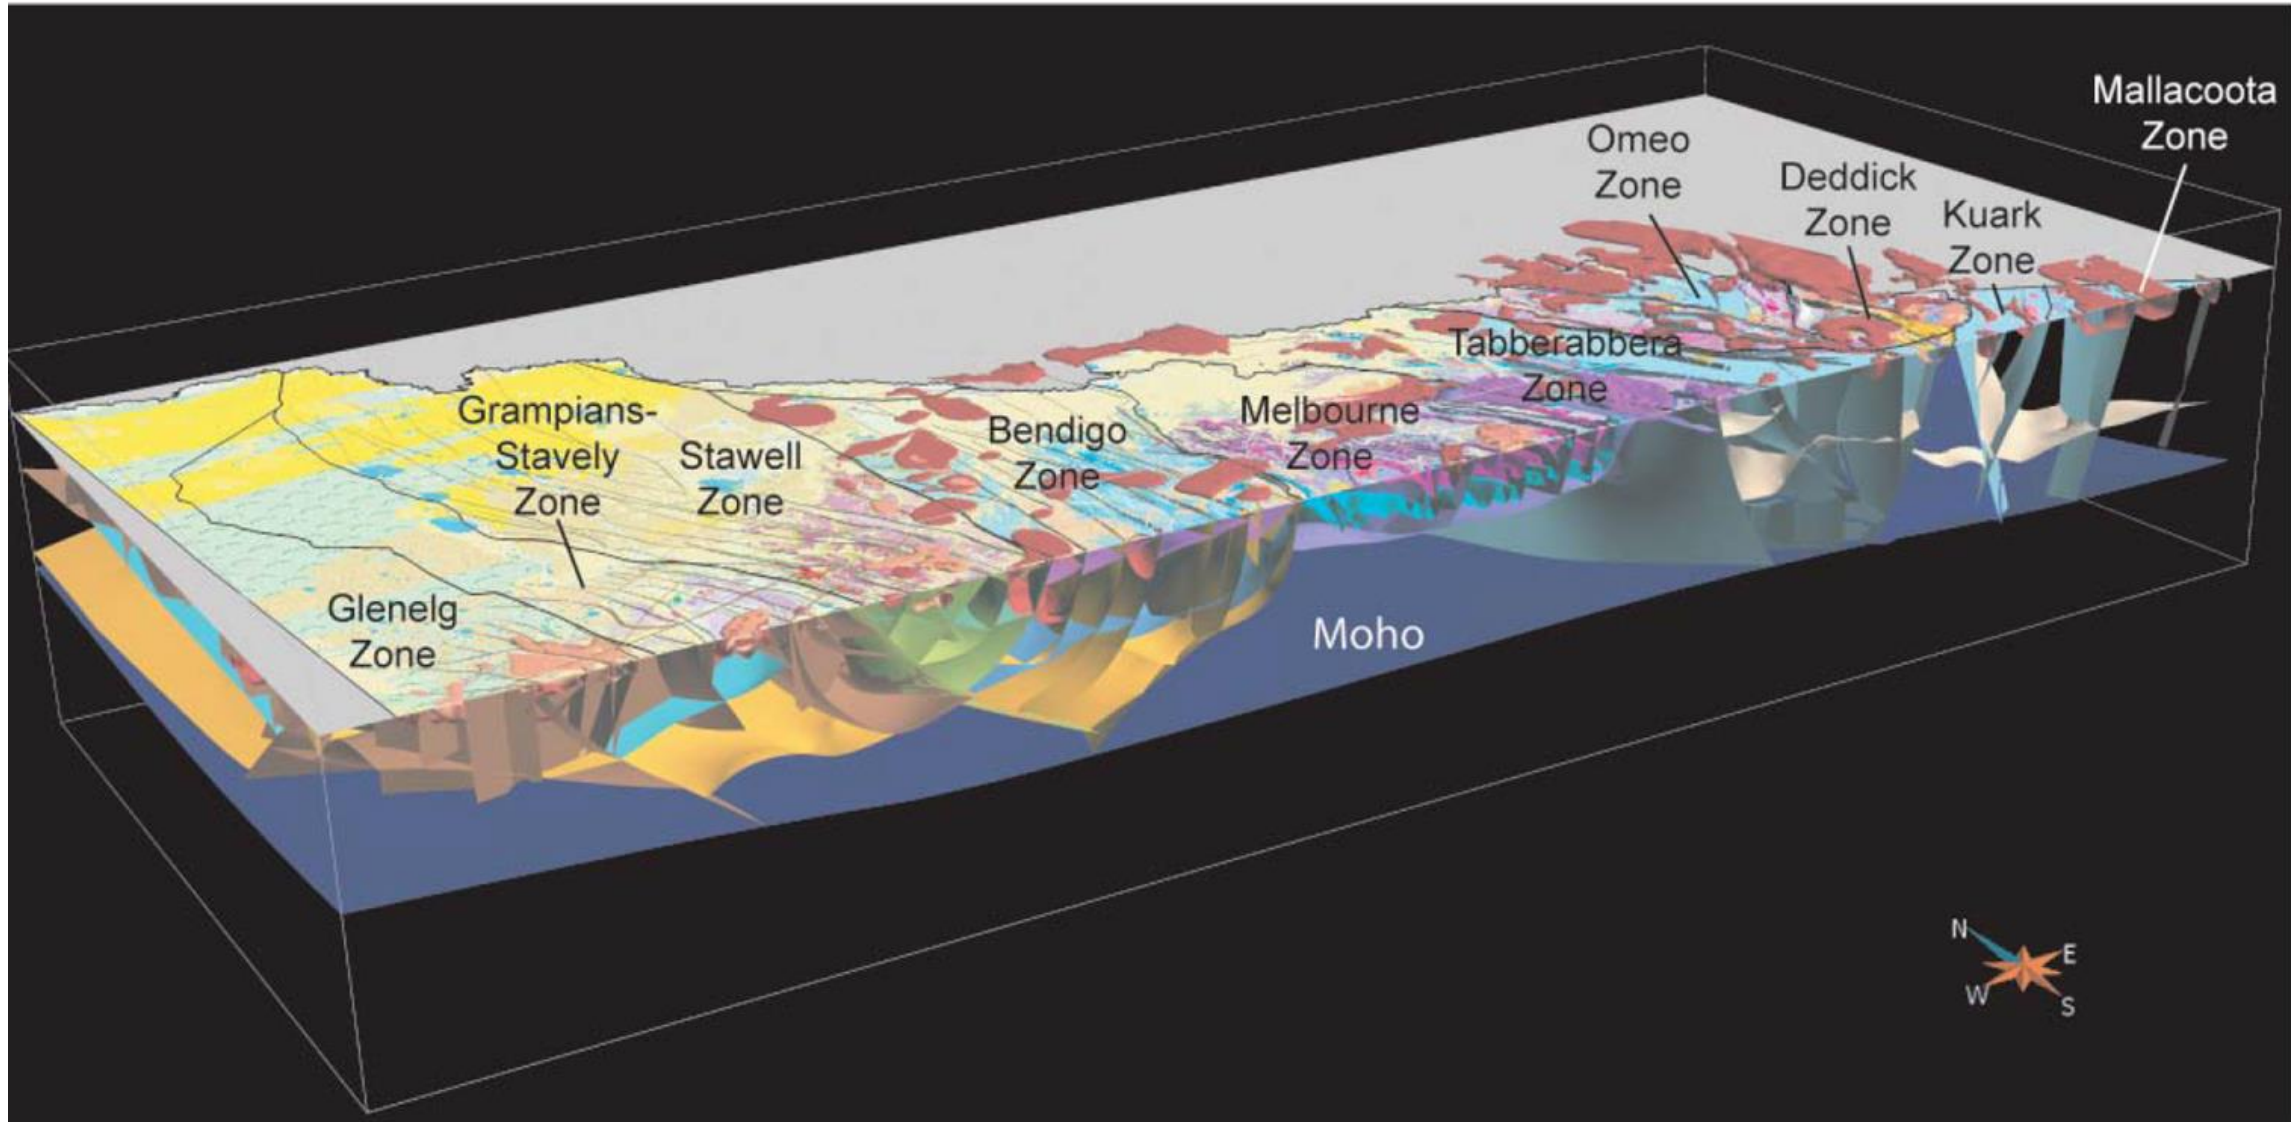 Mallacoota
Zone
Omeo
Zone
Deddick
Zone
Kuark
Zone
Tabberabbera
Zone
Grampians-
Stavely
Zone
Stawell
Zone
Bendigo
Zone
Melbourne
Zone
Glenelg
Zone
Moho
N
E
W
S